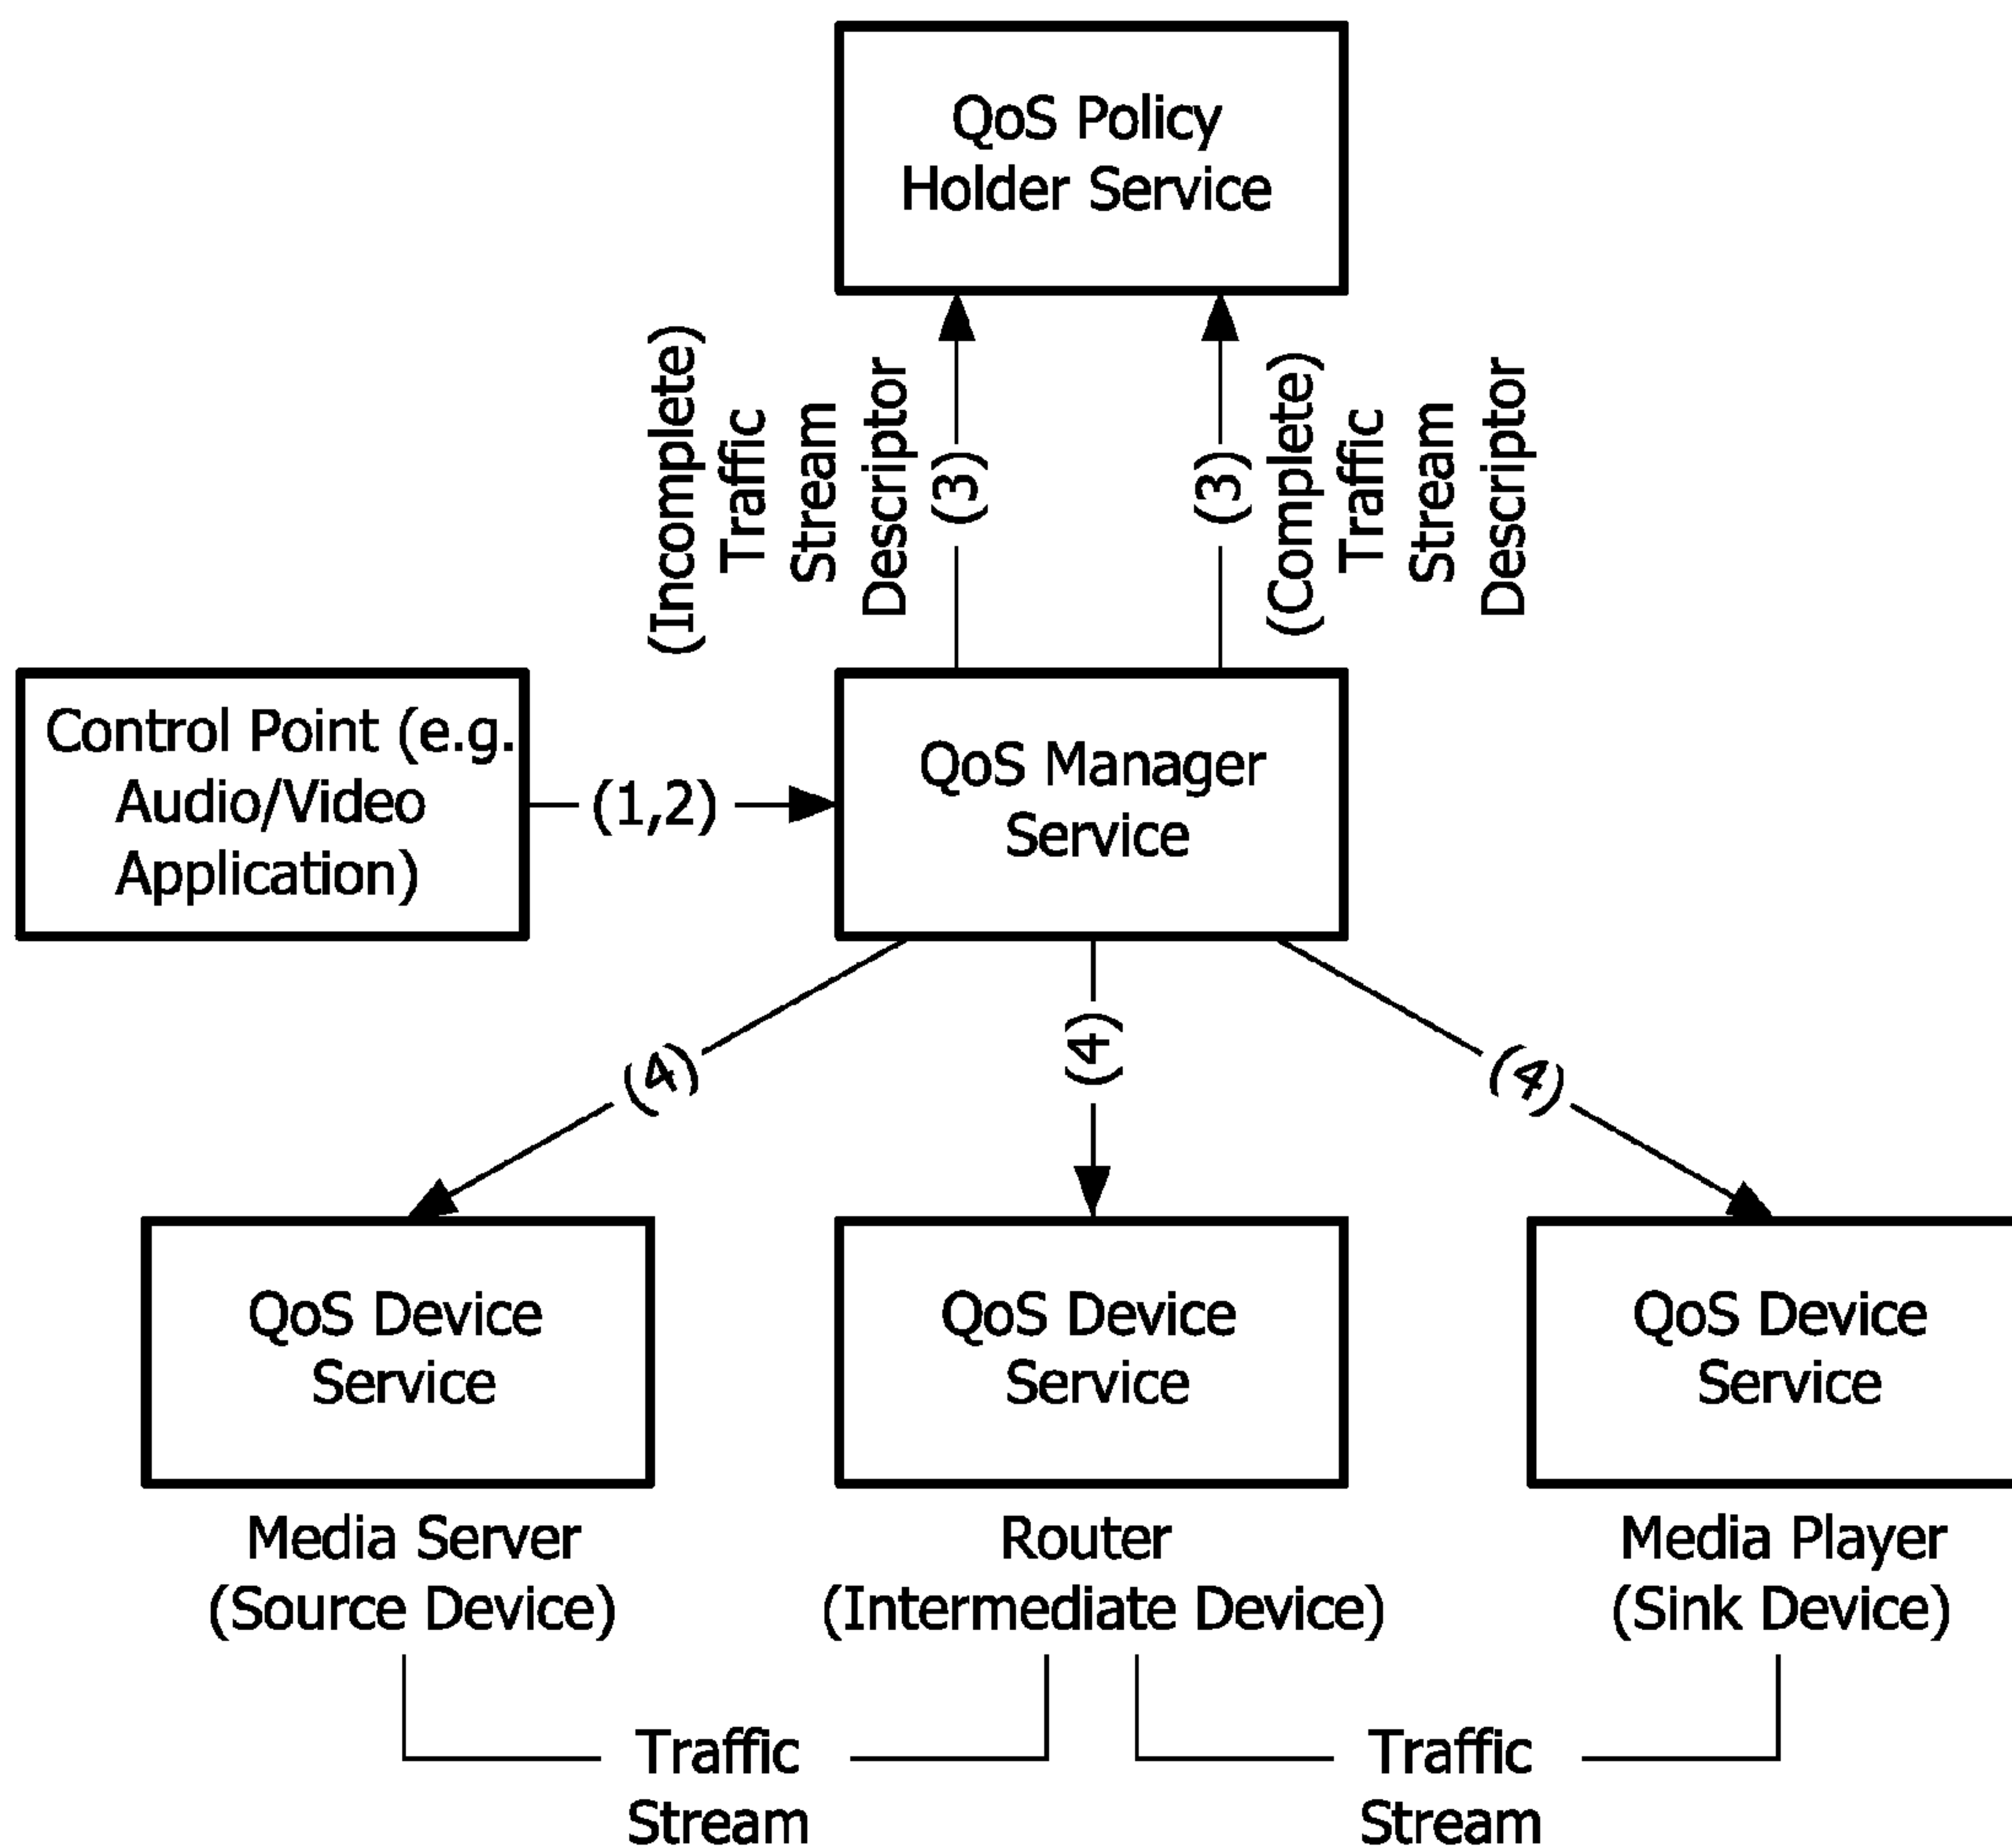 QoS Policy
Holder Service
(Incomplete)
Traffic
Stream
Descriptor
(3)
(3)
(Complete)
Traffic
Stream
Descriptor
Control Point (e.g.
Audio/Video
Application)
(1,2)
QoS Manager
Service
(4)
(4)
(4)
QoS Device
Service
QoS Device
Service
QoS Device
Service
Media Server
(Source Device)
Router
(Intermediate Device)
Media Player
(Sink Device)
Traffic
Stream
Traffic
Stream